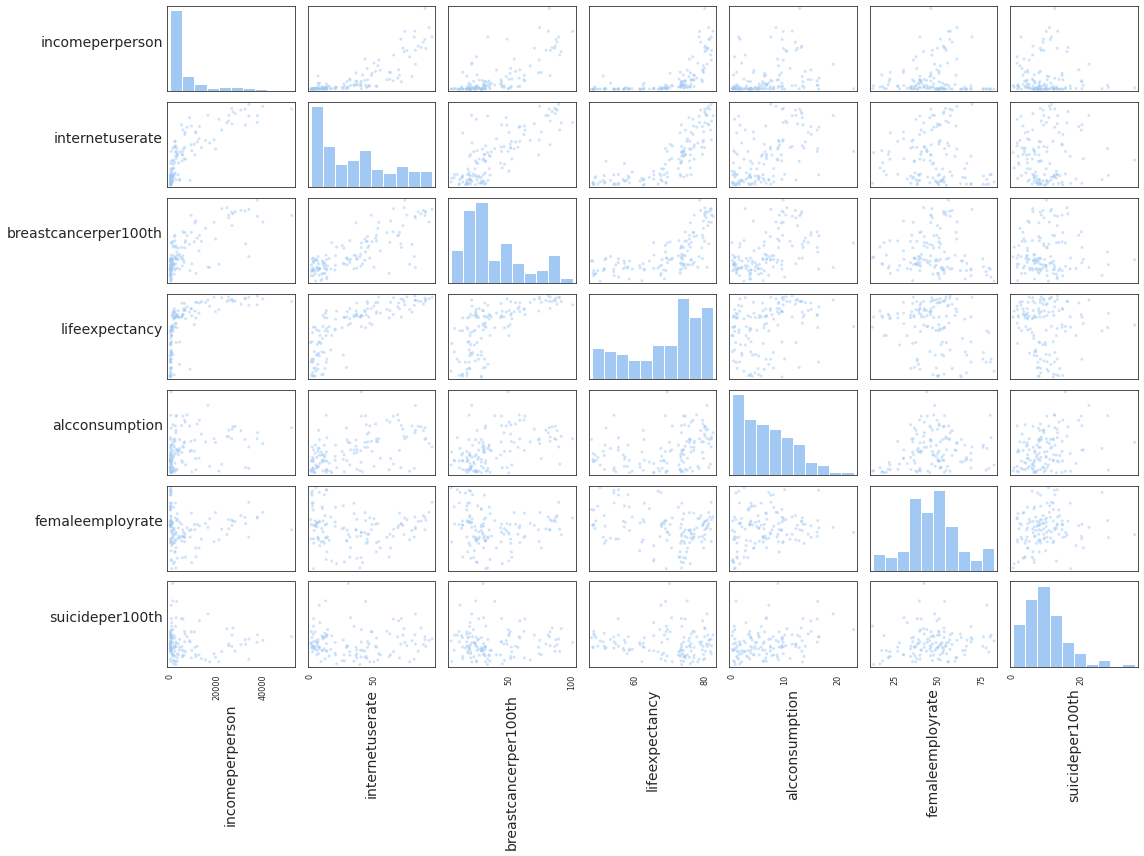 incomeperperson
internetuserate
breastcancerper100th
lifeexpectancy
alcconsumption
femaleemployrate
suicideper100th
0
20000
40000
0
50
50
100
60
80
0
10
20
25
50
75
0
20
incomeperperson
internetuserate
breastcancerper100th
lifeexpectancy
alcconsumption
femaleemployrate
suicideper100th